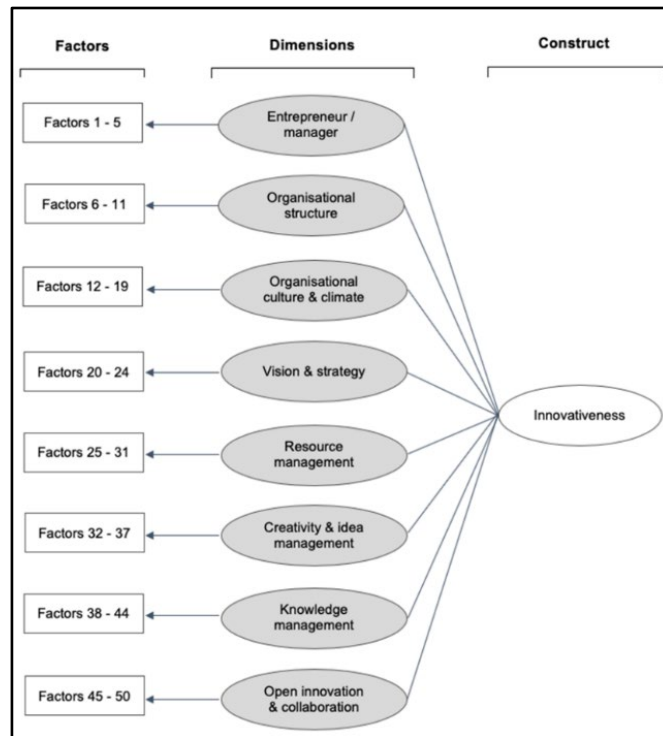 Factors
Dimensions
Construct
Factors 1 - 5
Entrepreneur /
manager
Factors 6 - 11
Organisational
structure
Factors 12 - 19
Organisational
culture & climate
Factors 20 - 24
Vision & strategy
Innovativeness
Factors 25 - 31
Resource
management
Factors 32 - 37
Creativity & idea
management
Factors 38 - 44
Knowledge
management
Factors 45 - 50
Open innovation
& collaboration